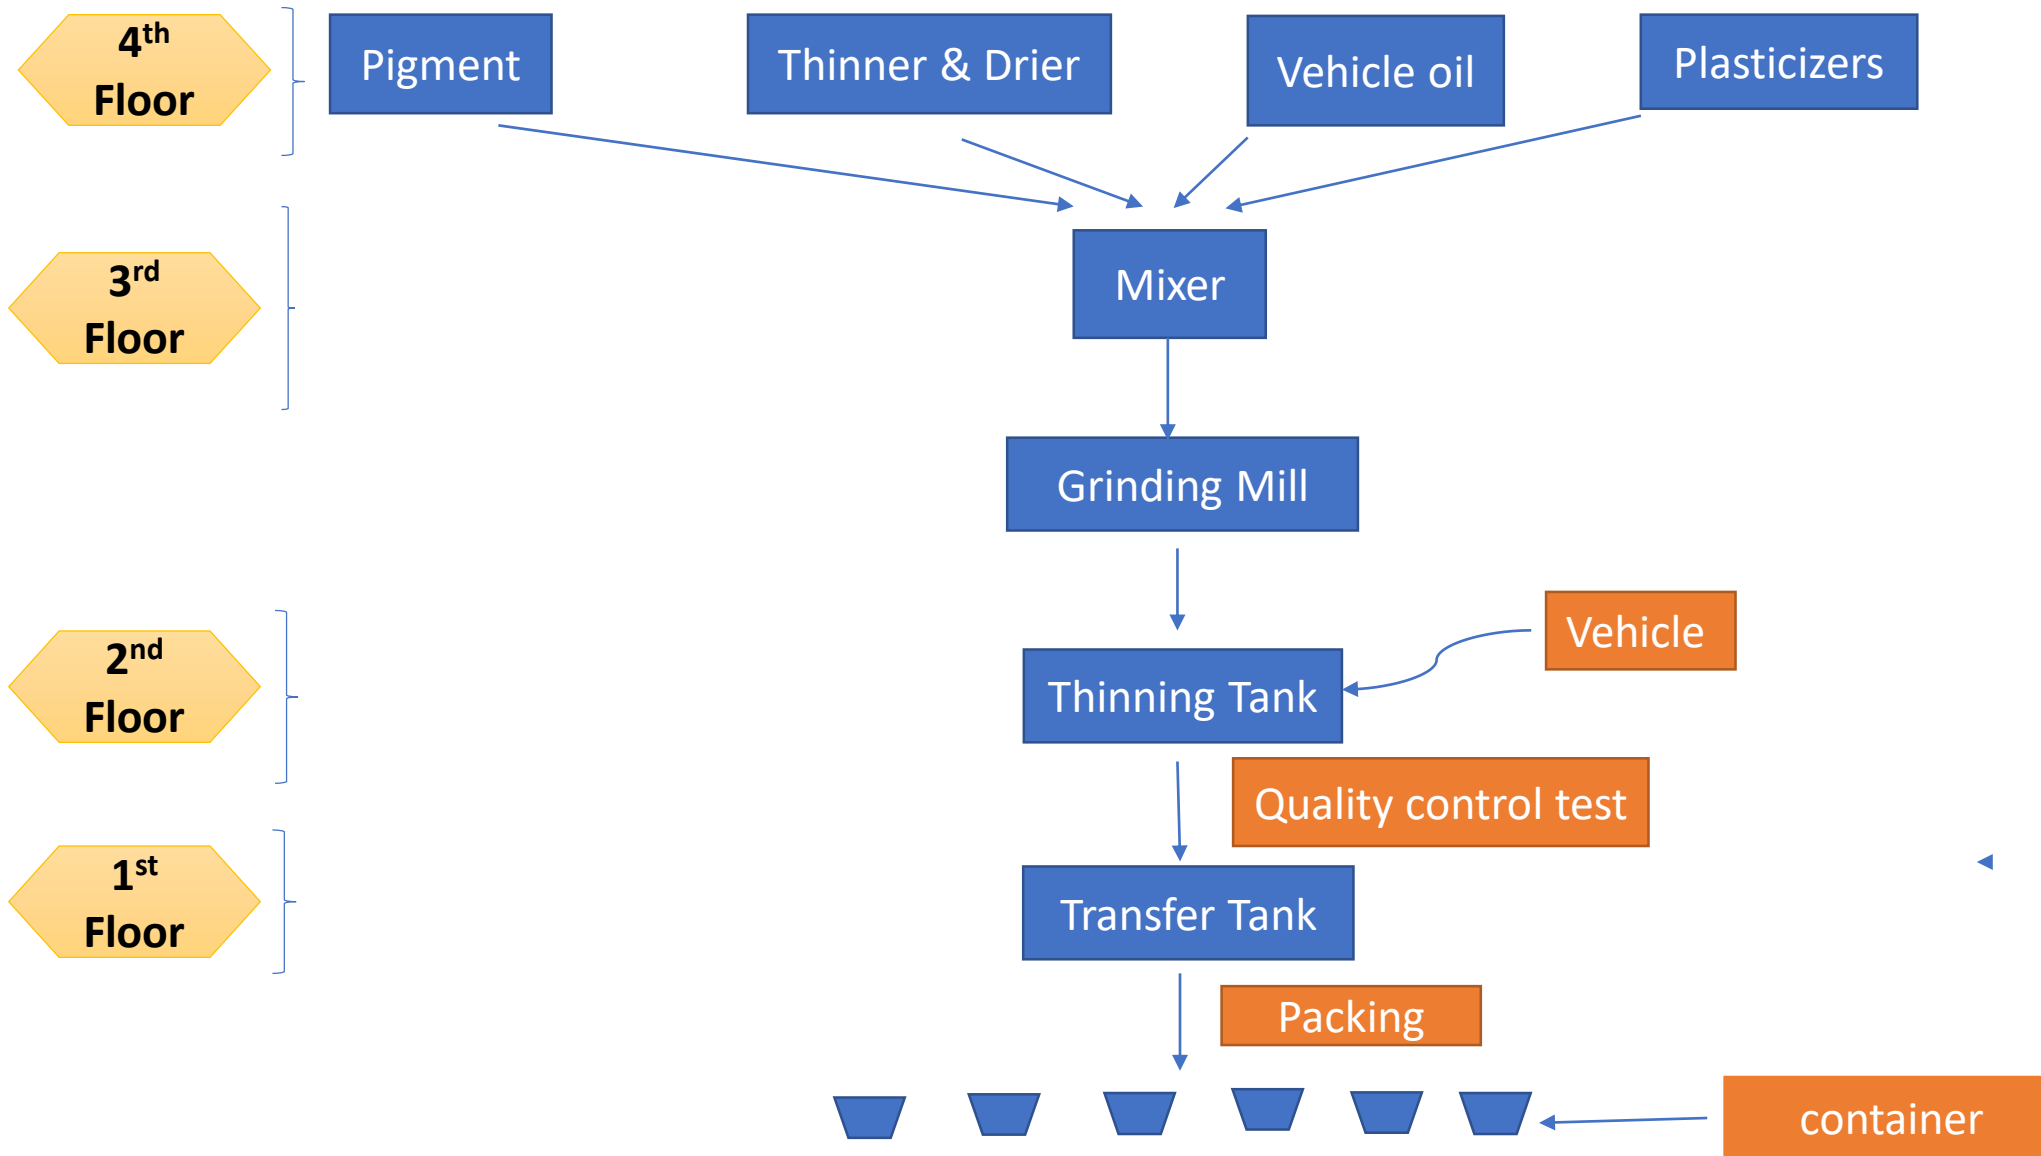 4th
Floor
Pigment
Thinner & Drier
Vehicle oil
Plasticizers
3rd
Floor
Mixer
Grinding Mill
2nd
Floor
Vehicle
Thinning Tank
Quality control test
1st
Floor
Transfer Tank
Packing
container